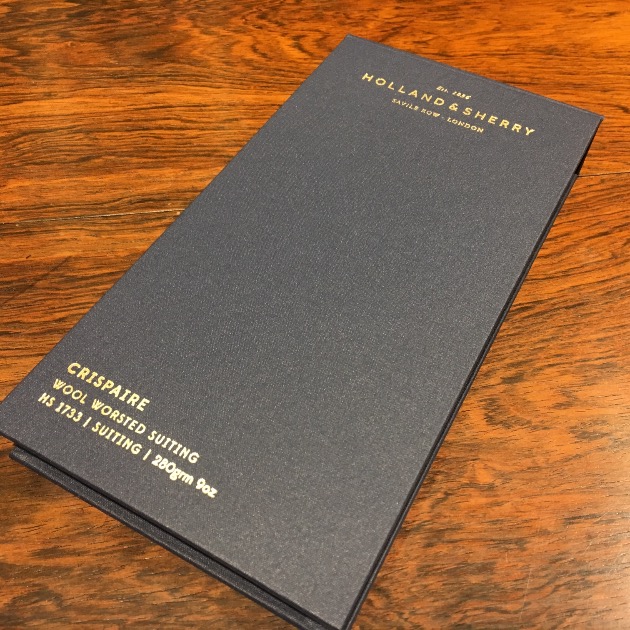 Est. 1836
HOLLAND & SHERRY
SAVILE ROW - LONDON
CRISPAIRE
WOOL WORSTED SUITING
HS 1733 | SUITING | 280grm 9oz